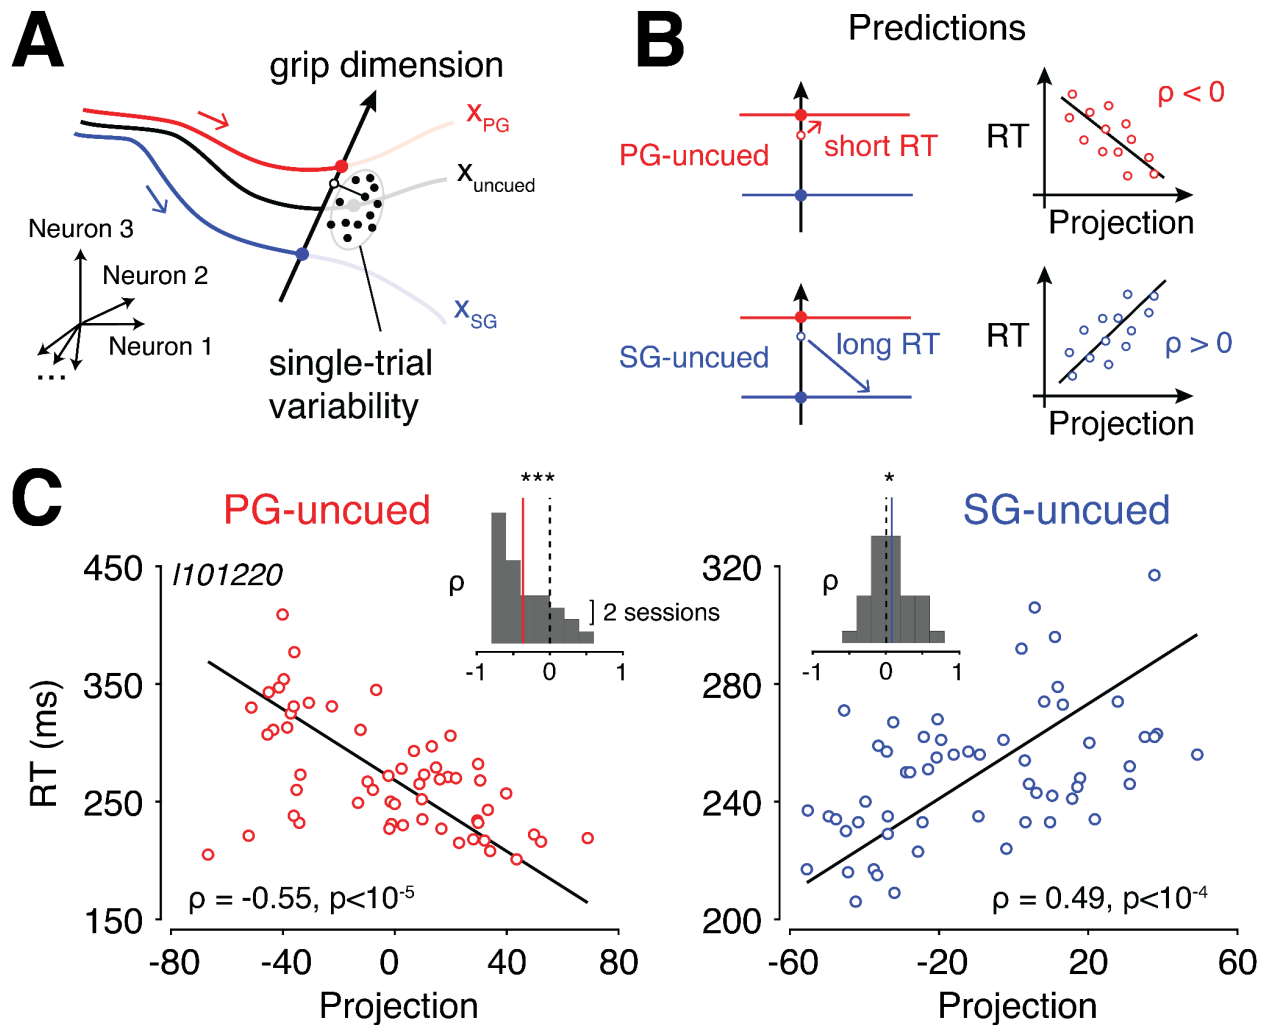 A
grip dimension
xPG
xuncued
xSG
Neuron 3
Neuron 2
Neuron 1
...
single-trial
variability
B
Predictions
PG-uncued
short RT
RT
ρ < 0
Projection
SG-uncued
long RT
RT
ρ > 0
Projection
C
PG-uncued
***
l101220
ρ
2 sessions
-1
0
1
450
350
250
150
RT (ms)
ρ = -0.55, p<10-5
-80
-40
0
40
80
Projection
*
SG-uncued
ρ
-1
0
1
320
280
240
200
ρ = 0.49, p<10-4
-60
-20
20
60
Projection